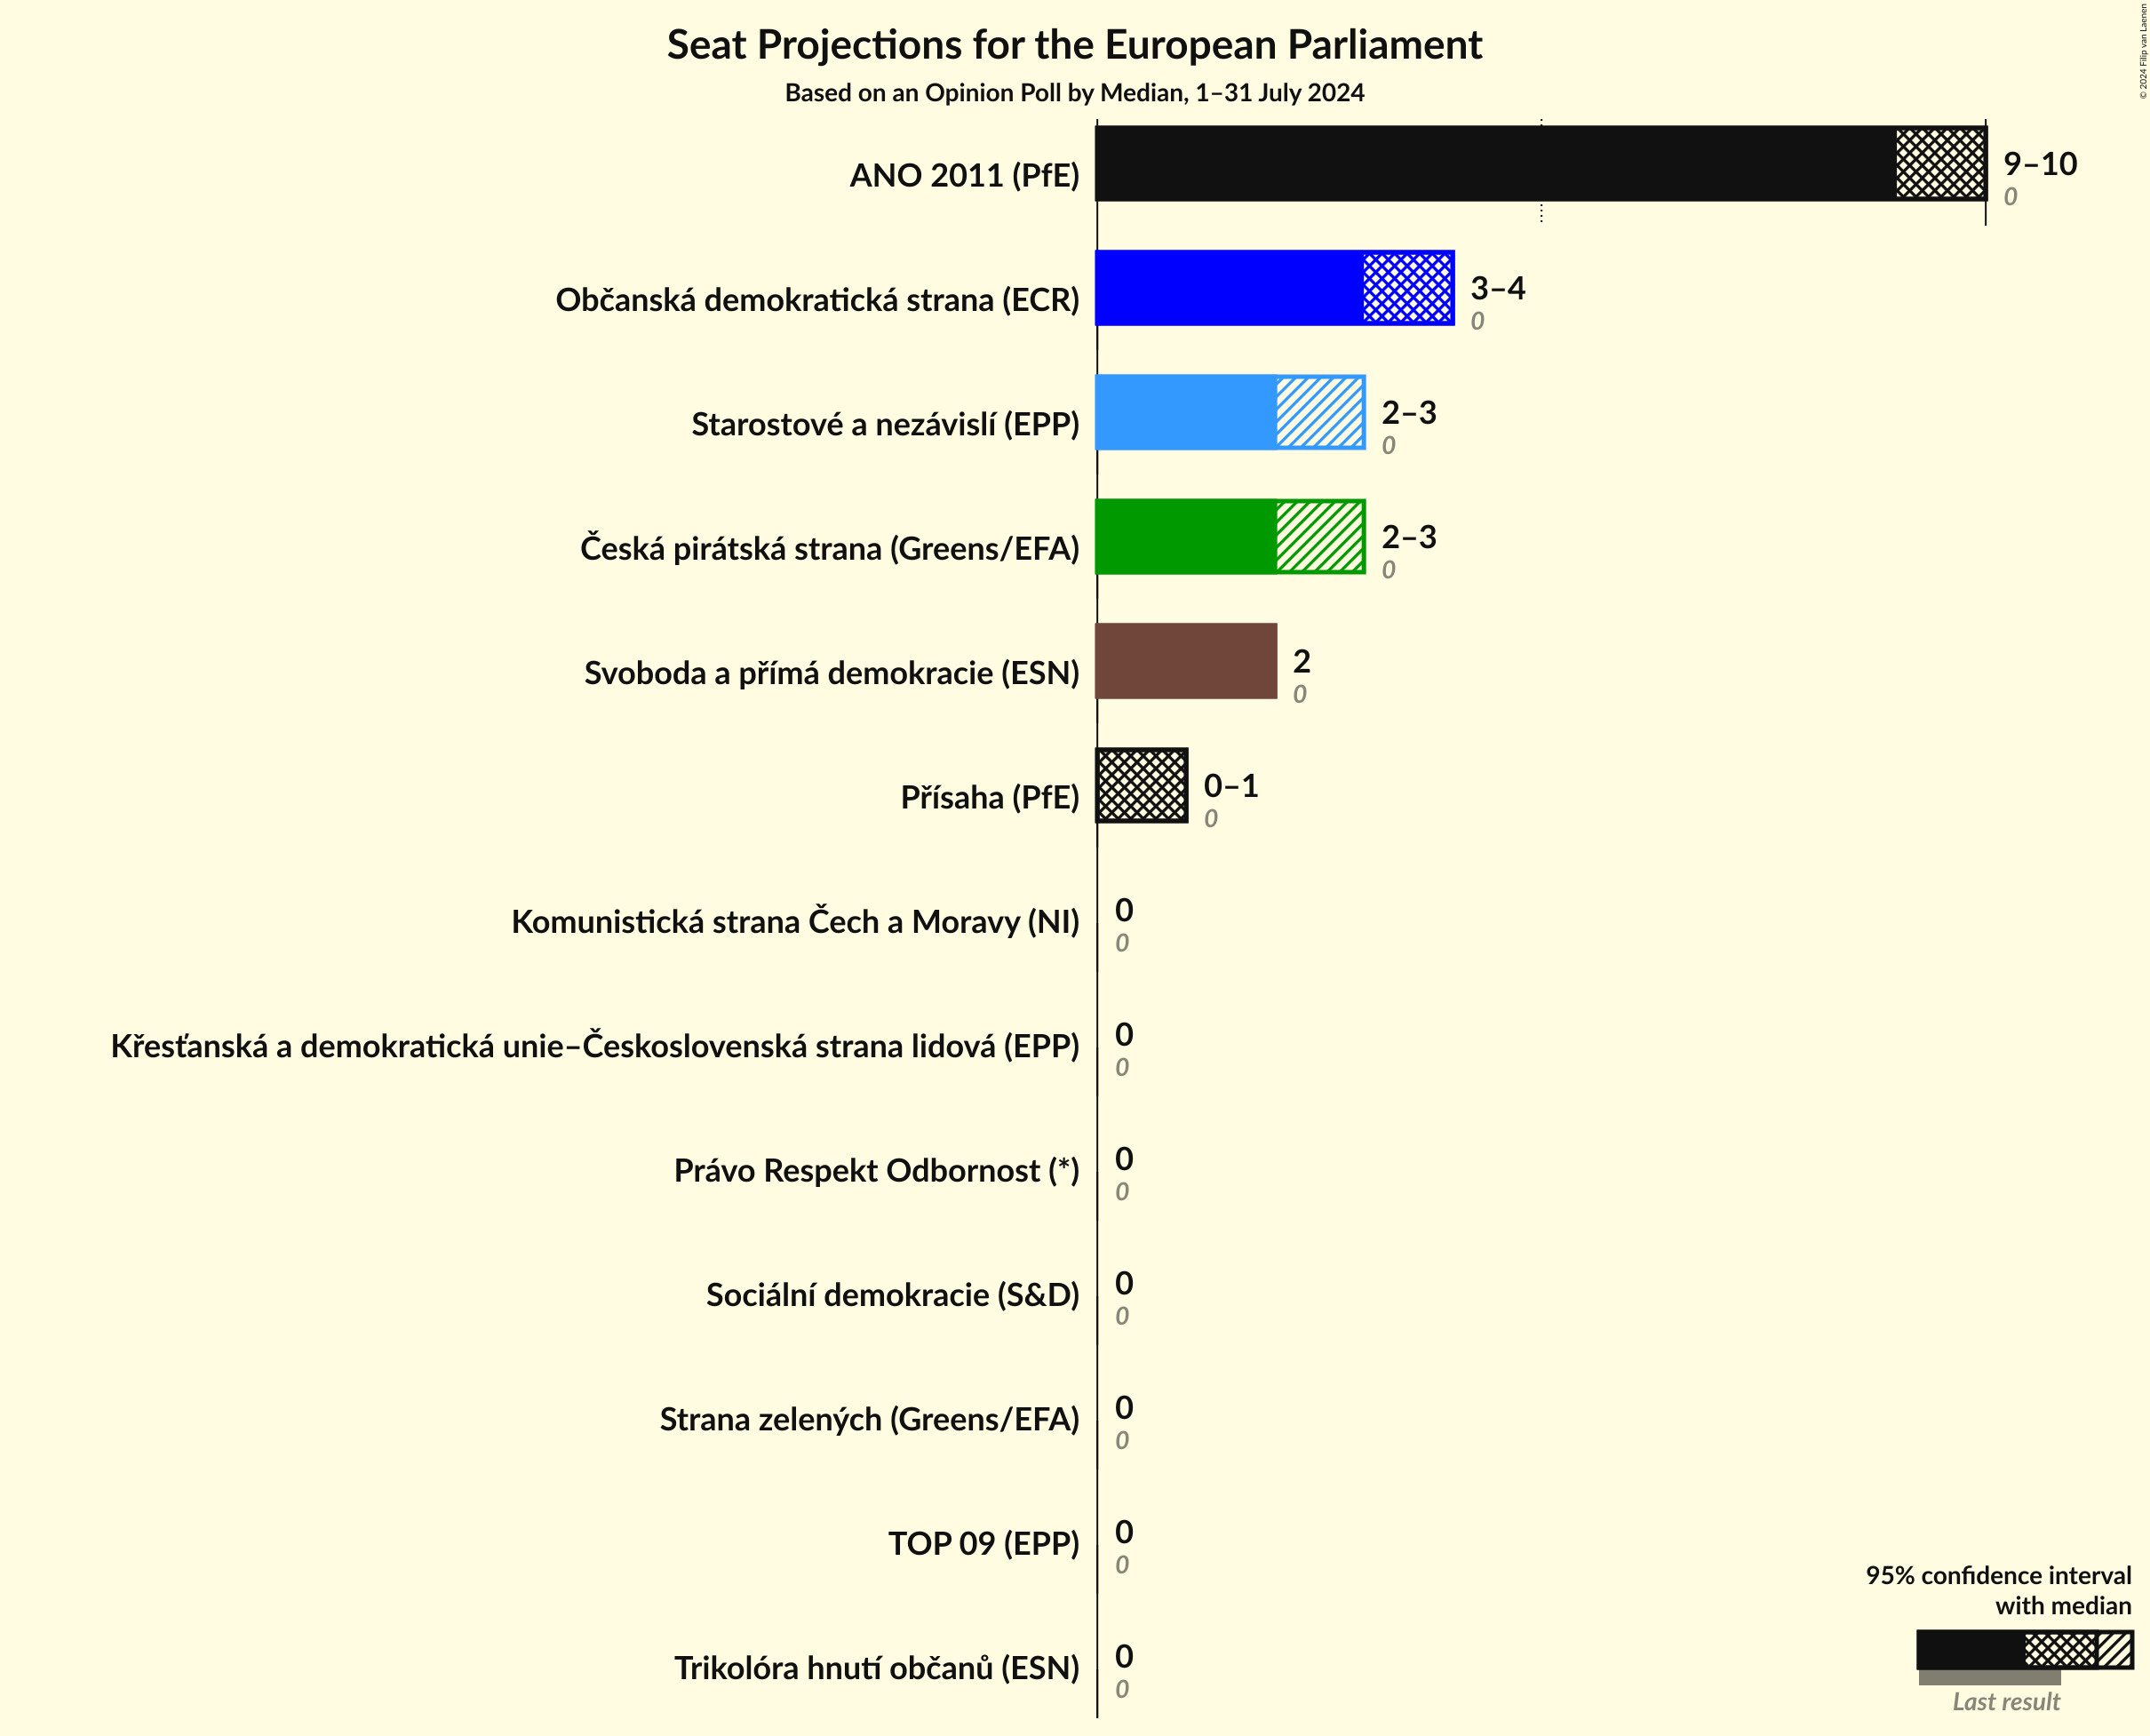 Seat Projections for the European Parliament
Based on an Opinion Poll by Median, 1–31 July 2024
© 2024 Filip van Laenen
ANO 2011 (PfE)
9–10
0
Občanská demokratická strana (ECR)
3–4
0
Starostové a nezávislí (EPP)
2–3
0
Česká pirátská strana (Greens/EFA)
2–3
0
Svoboda a přímá demokracie (ESN)
2
0
Přísaha (PfE)
0–1
0
Komunistická strana Čech a Moravy (NI)
0
0
Křesťanská a demokratická unie–Československá strana lidová (EPP)
0
0
Právo Respekt Odbornost (*)
0
0
Sociální demokracie (S&D)
0
0
Strana zelených (Greens/EFA)
0
0
TOP 09 (EPP)
0
0
Trikolóra hnutí občanů (ESN)
0
0
95% confidence interval
with median
Last result